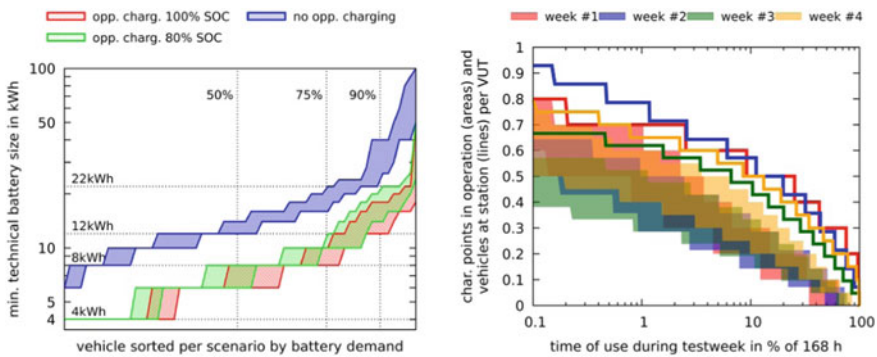 opp. charg. 100% SOC
no opp. charging
opp. charg. 80% SOC
min. technical battery size in kWh
100
50
10
5
4
50%
75%
90%
22kWh
12kWh
8kWh
4kWh
vehicle sorted per scenario by battery demand
week #1
week #2
week #3
week #4
char. points in operation (areas) and
vehicles at station (lines) per VUT
1
0.9
0.8
0.7
0.6
0.5
0.4
0.3
0.2
0.1
0
0.1
1
10
100
time of use during testweek in % of 168 h